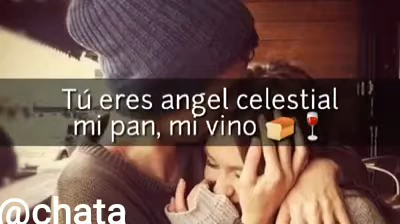 Tú eres angel celestial
mi pan, mi vino 🍞🍷
@chata